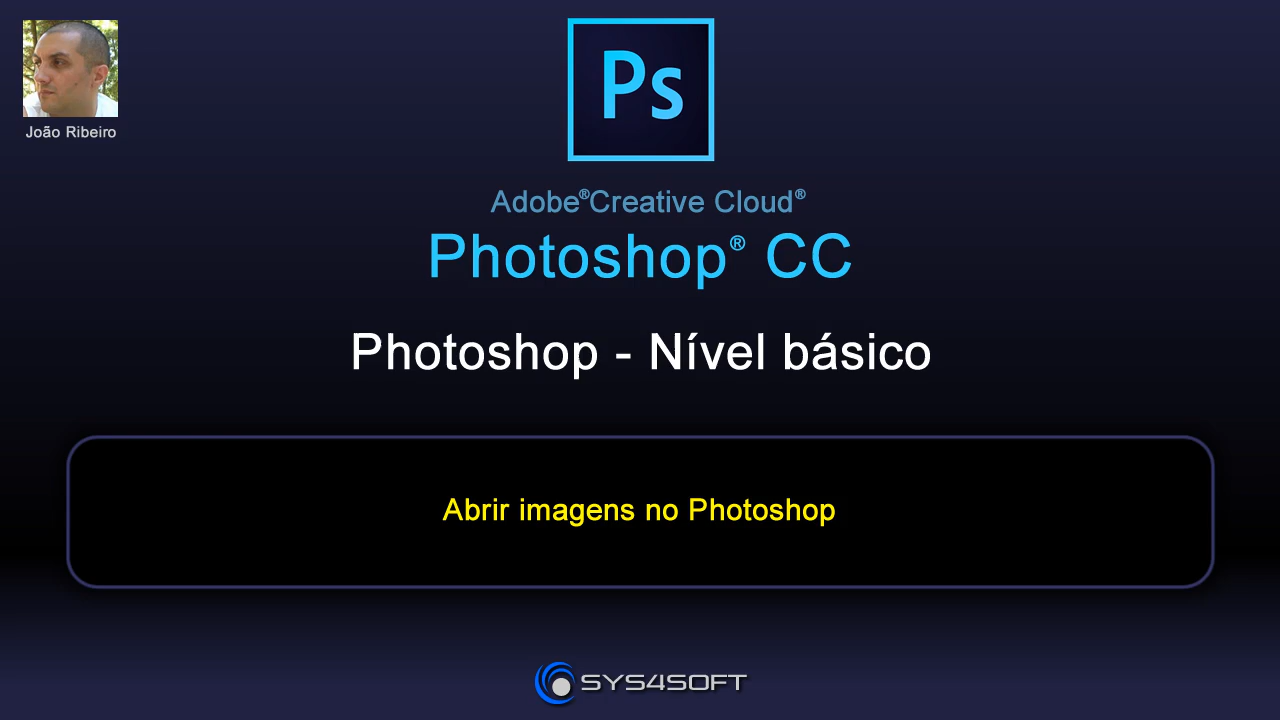 João Ribeiro
Ps
Adobe®Creative Cloud®
Photoshop® CC
Photoshop - Nível básico
Abrir imagens no Photoshop
SYS4SOFT